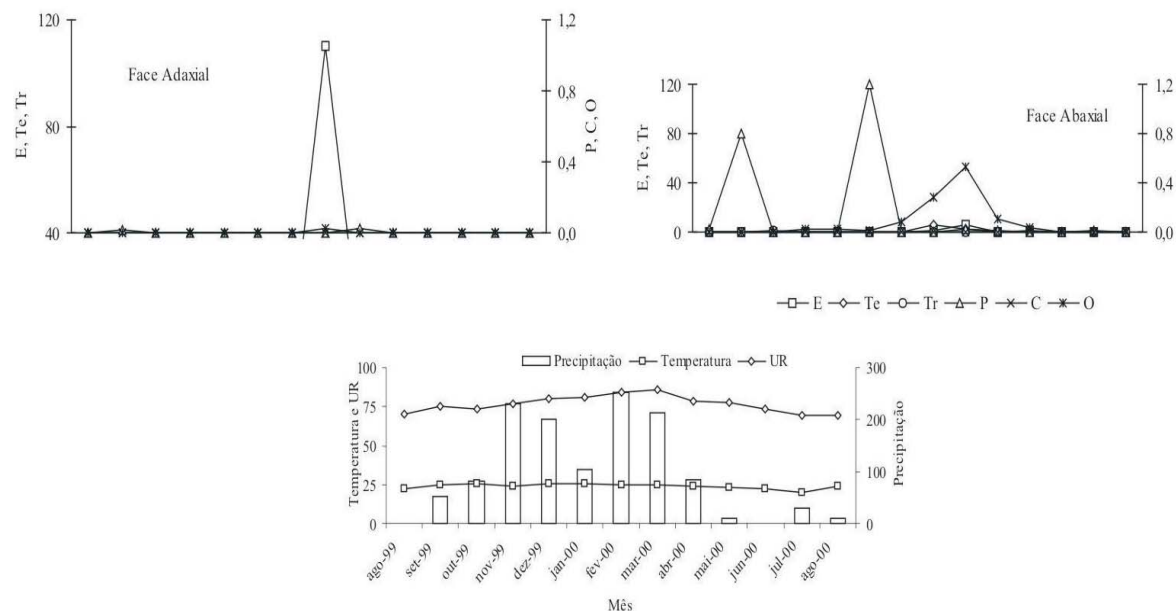 Face Adaxial
E, Te, Tr
120
80
40
P, C, O
1,2
0,8
0,4
0,0
Face Abaxial
E, Te, Tr
120
80
40
0
1,2
0,8
0,4
0,0
E Te Tr P C O
Precipitação Temperatura UR
Temperatura e UR
100
75
50
25
0
Precipitação
300
200
100
0
ago-99 set-99 out-99 nov-99 dez-99 jan-00 fev-00 mar-00 abr-00 mai-00 jun-00 jul-00 ago-00
Mês